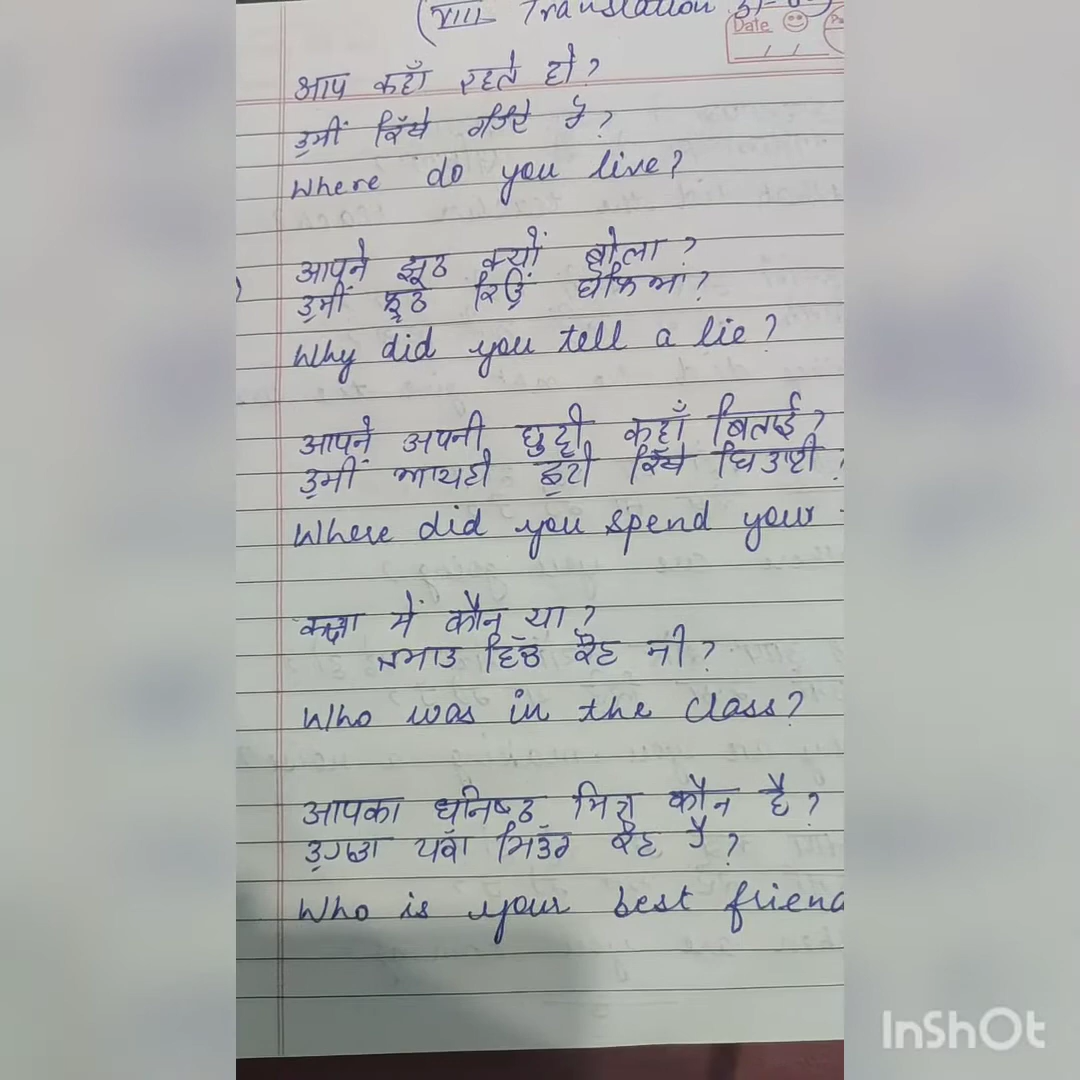 (VIII Translation
Date
आप कहाँ रहते हो?
ਤੁਸੀਂ ਕਿੱਥੇ ਰਹਿੰਦੇ ਹੋ?
Where do you live?
आपने झूठ क्यों बोला?
ਤੁਸੀਂ ਝੂਠ ਕਿਉਂ ਬੋਲਿਆ?
Why did you tell a lie?
आपने अपनी छुट्टी कहाँ बिताई?
ਤੁਸੀਂ ਆਪਣੀ ਛੁਟੀ ਕਿੱਥੇ ਬਿਤਾਈ?
Where did you spend your
कक्षा में कौन था?
ਜਮਾਤ ਵਿੱਚ ਕੌਣ ਸੀ?
Who was in the class?
आपका घनिष्ठ मित्र कौन है?
ਤੁਹਾਡਾ ਪੱਕਾ ਮਿੱਤਰ ਕੌਣ ਹੈ?
Who is your best friend
InShOt